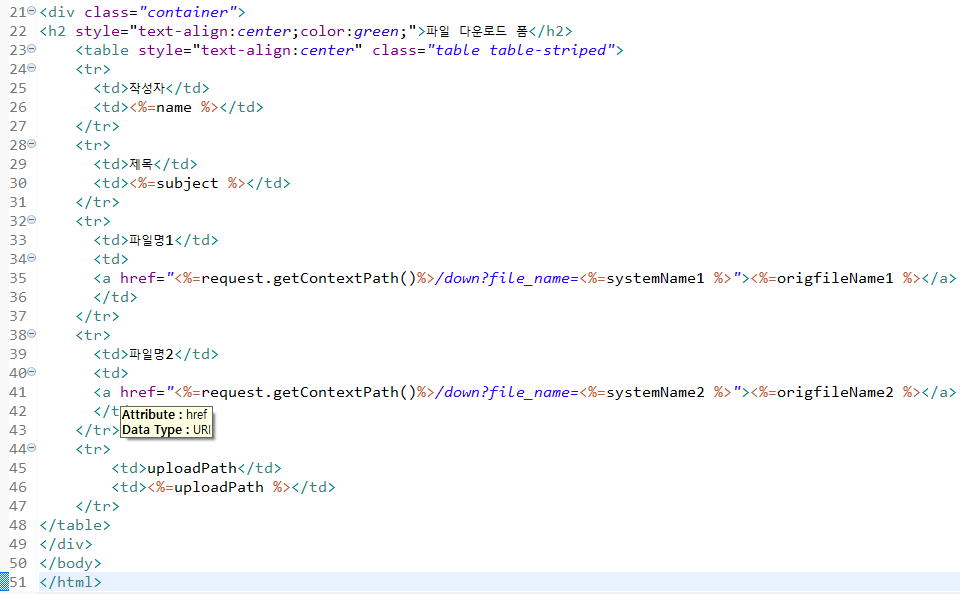 21 <div class="container">
22 <h2 style="text-align:center;color:green;">파일 다운로드 폼</h2>
23     <table style="text-align:center" class="table table-striped">
24     <tr>
25       <td>작성자</td>
26       <td><%=name %></td>
27     </tr>
28     <tr>
29       <td>제목</td>
30       <td><%=subject %></td>
31     </tr>
32     <tr>
33       <td>파일명1</td>
34       <td>
35       <a href="<%=request.getContextPath()%>/down?file_name=<%=systemName1 %>"><%=origfileName1 %></a>
36       </td>
37     </tr>
38     <tr>
39       <td>파일명2</td>
40       <td>
41       <a href="<%=request.getContextPath()%>/down?file_name=<%=systemName2 %>"><%=origfileName2 %></a>
42       </t
Attribute : href
43     </tr>
Data Type : URI
44     <tr>
45         <td>uploadPath</td>
46         <td><%=uploadPath %></td>
47     </tr>
48 </table>
49 </div>
50 </body>
51 </html>